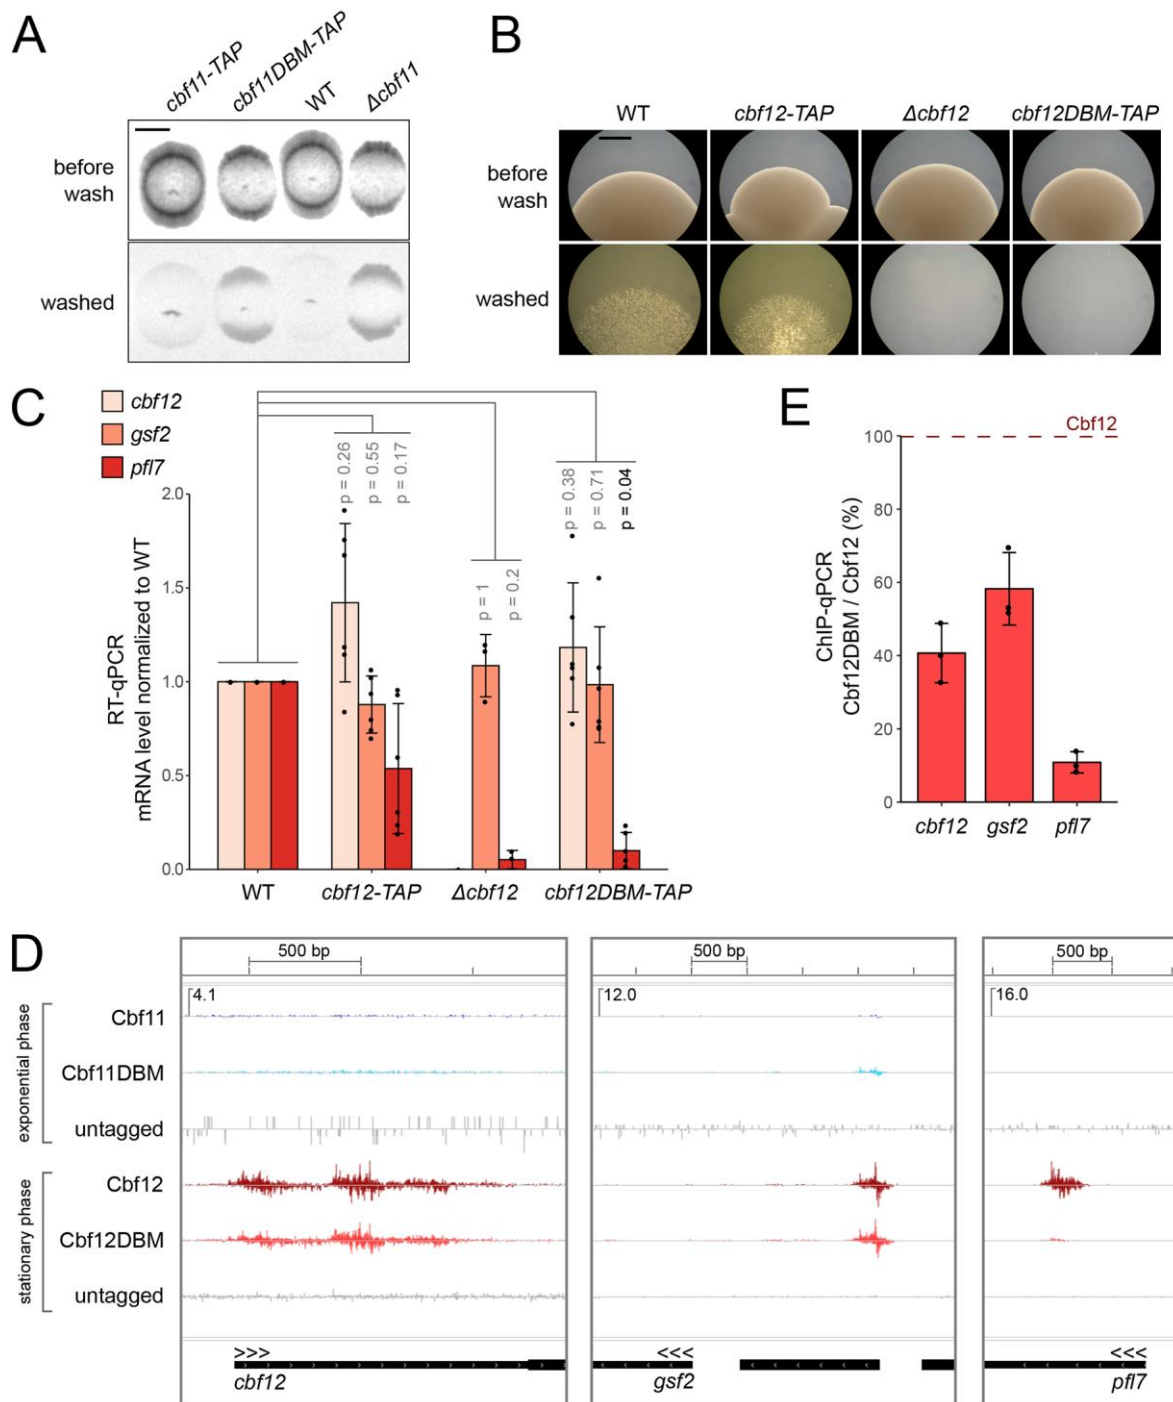 A
cbf11-TAP
cbf11DBM-TAP
WT
Δcbf11
before
wash
washed
B
WT
cbf12-TAP
Δcbf12
cbf12DBM-TAP
before
wash
washed
C
cbf12
gsf2
pfl7
RT-qPCR
mRNA level normalized to WT
2.0
1.5
1.0
0.5
0.0
p = 0.26
p = 0.55
p = 0.17
p = 1
p = 0.2
p = 0.38
p = 0.71
p = 0.04
WT
cbf12-TAP
Δcbf12
cbf12DBM-TAP
E
Cbf12
ChIP-qPCR
Cbf12DBM / Cbf12 (%)
100
80
60
40
20
0
cbf12
gsf2
pfl7
D
500 bp
500 bp
500 bp
4.1
12.0
16.0
exponential phase
Cbf11
Cbf11DBM
untagged
stationary phase
Cbf12
Cbf12DBM
untagged
>>>
cbf12
<<<
gsf2
<<<
pfl7